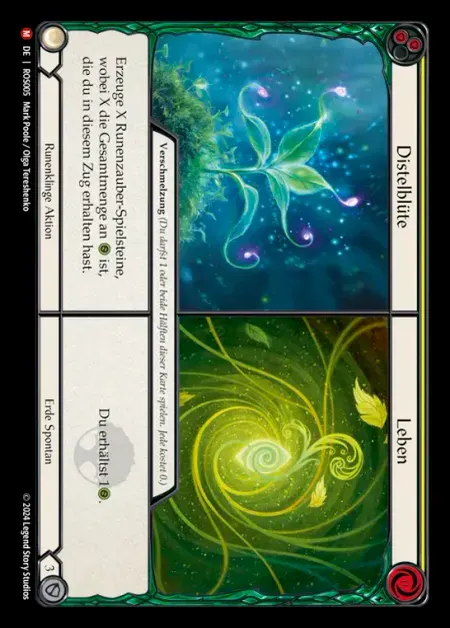 Distelblüte
Leben
Verschmelzung (Du darfst 1 oder beide Hälften dieser Karte spielen. Jede kostet 0.)
Erzeuge X Runenzauber-Spielsteine,
wobei X die Gesamtmenge an ist,
die du in diesem Zug erhalten hast.
Du erhältst 1 .
Runenklinge Aktion
Erde Spontan
3
M DE | ROS005 Mark Poole / Olga Tereshenko
© 2024 Legend Story Studios